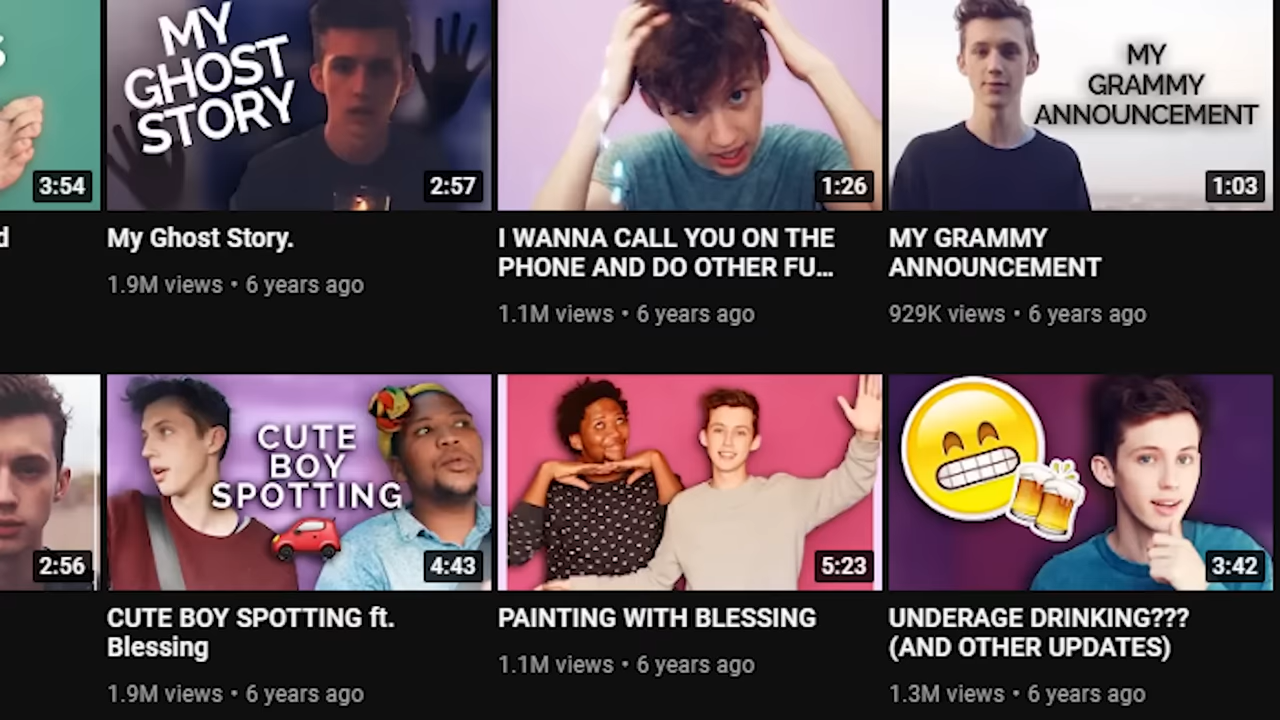 S
MY
GHOST
STORY
MY
GRAMMY
ANNOUNCEMENT
3:54
2:57
1:26
1:03
d
My Ghost Story.
1.9M views • 6 years ago
I WANNA CALL YOU ON THE
PHONE AND DO OTHER FU...
1.1M views • 6 years ago
MY GRAMMY
ANNOUNCEMENT
929K views • 6 years ago
CUTE
BOY
SPOTTING
2:56
4:43
5:23
3:42
CUTE BOY SPOTTING ft.
Blessing
1.9M views • 6 years ago
PAINTING WITH BLESSING
1.1M views • 6 years ago
UNDERAGE DRINKING???
(AND OTHER UPDATES)
1.3M views • 6 years ago